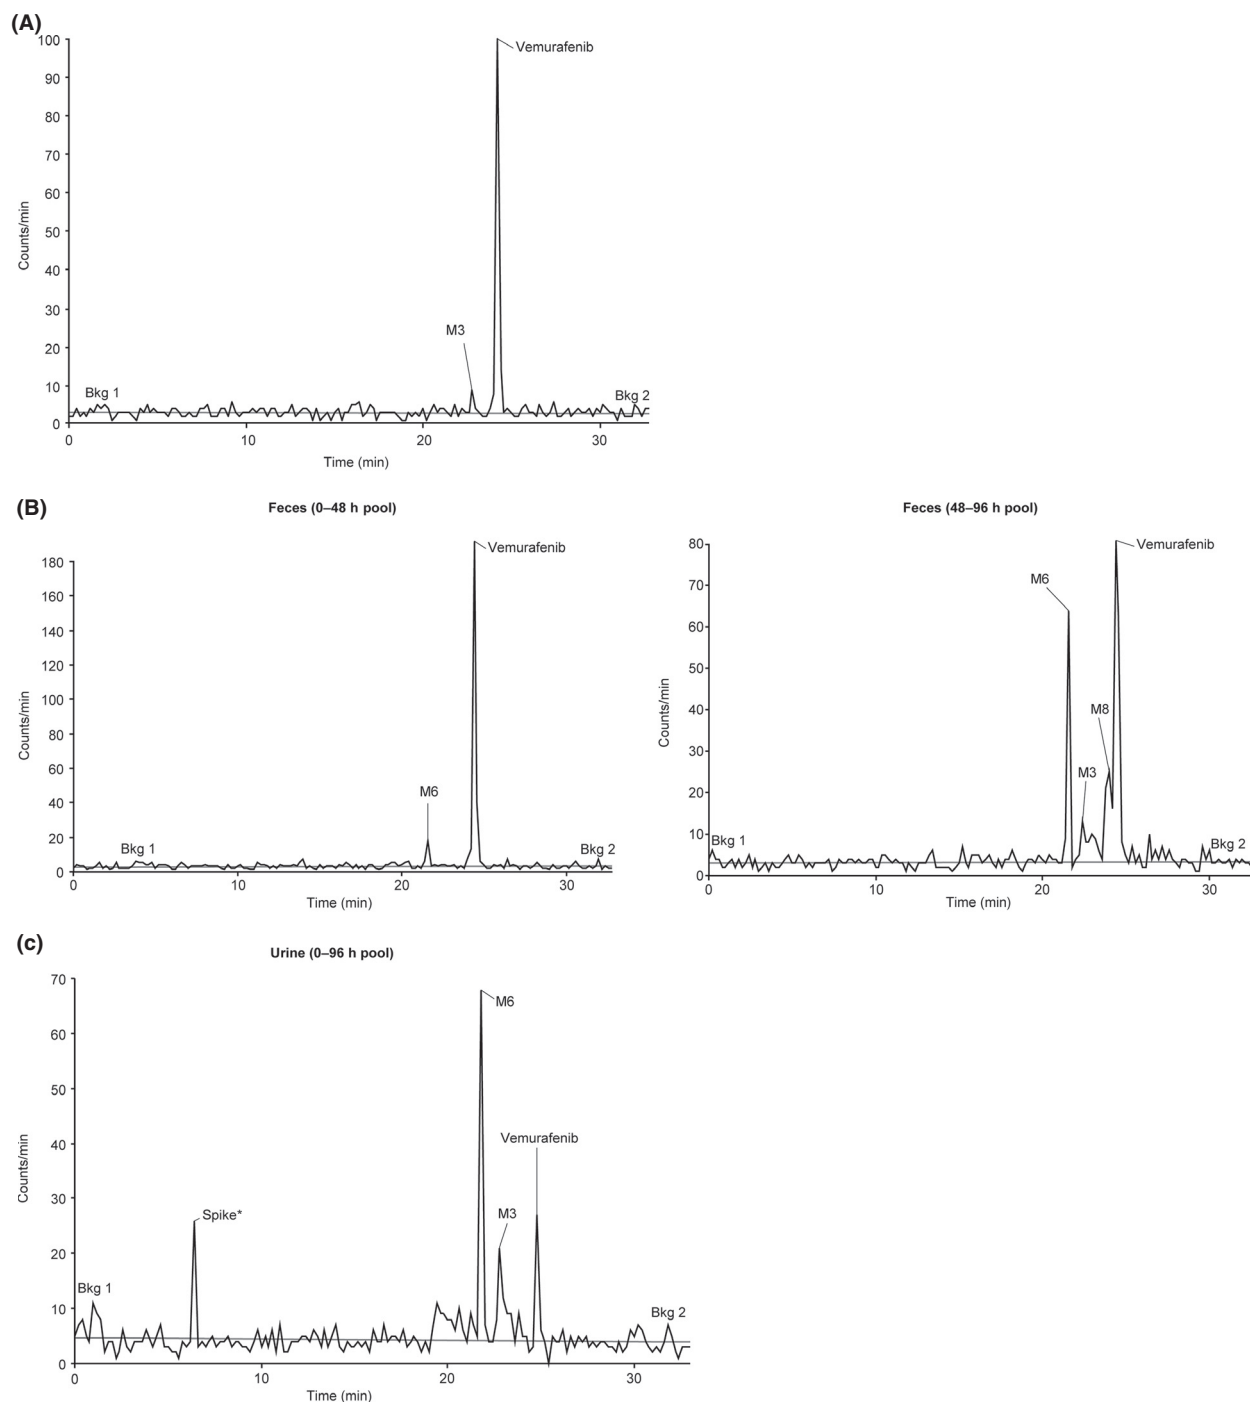 (A)
100
90
80
70
60
50
40
30
20
10
0
Counts/min
Vemurafenib
M3
Bkg 1
Bkg 2
0 10 20 30
Time (min)
(B)
Feces (0–48 h pool)
180
160
140
120
100
80
60
40
20
0
Counts/min
Vemurafenib
M6
Bkg 1
Bkg 2
0 10 20 30
Time (min)
Feces (48–96 h pool)
80
70
60
50
40
30
20
10
0
Counts/min
Vemurafenib
M6
M8
M3
Bkg 1
Bkg 2
0 10 20 30
Time (min)
(c)
Urine (0–96 h pool)
70
60
50
40
30
20
10
0
Counts/min
M6
Vemurafenib
Spike*
M3
Bkg 1
Bkg 2
0 10 20 30
Time (min)